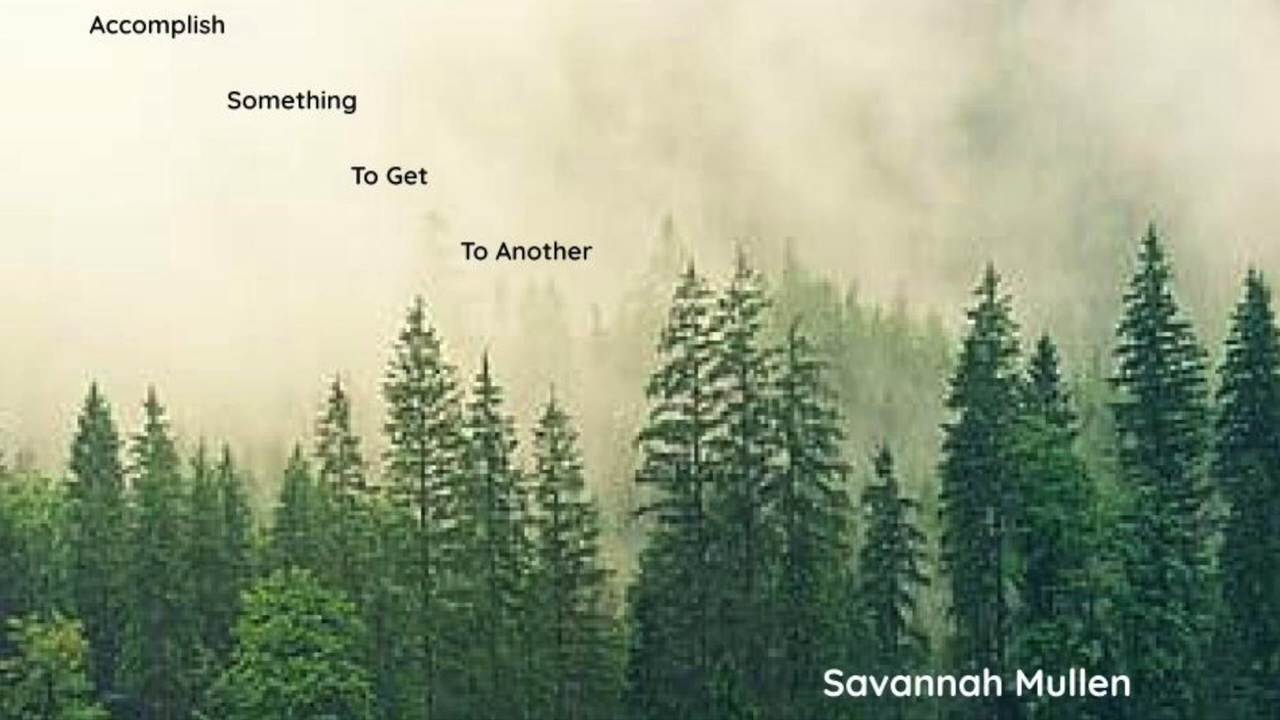 Accomplish
Something
To Get
To Another
Savannah Mullen